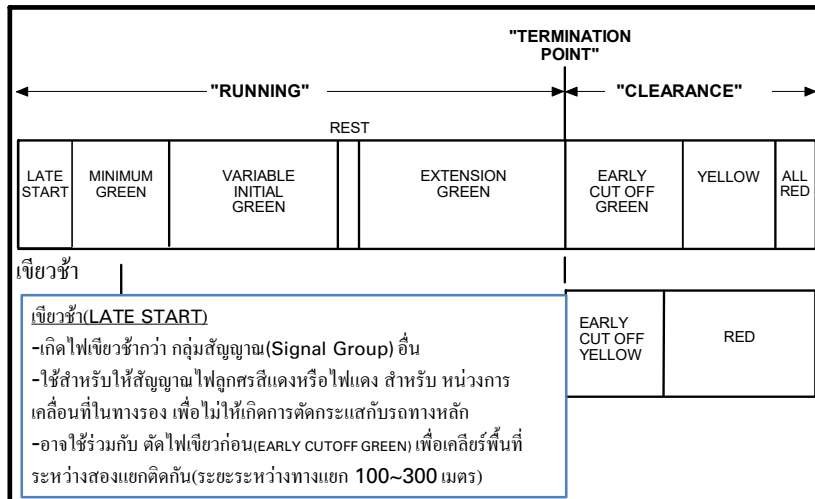 "TERMINATION
POINT"
"RUNNING"
"CLEARANCE"
REST
LATE
START
MINIMUM
GREEN
VARIABLE
INITIAL
GREEN
EXTENSION
GREEN
EARLY
CUT OFF
GREEN
YELLOW
ALL
RED
เขียวช้า
เขียวช้า(LATE START)
-เกิดไฟเขียวช้ากว่า กลุ่มสัญญาณ(Signal Group) อื่น
-ใช้สำหรับให้สัญญาณไฟลูกศรสีแดงหรือไฟแดง สำหรับ หน่วงการ
เคลื่อนที่ในทางรอง เพื่อไม่ให้เกิดการตัดกระแสกับรถทางหลัก
-อาจใช้ร่วมกับ ตัดไฟเขียวก่อน(EARLY CUTOFF GREEN) เพื่อเคลียร์พื้นที่
ระหว่างสองแยกติดกัน(ระยะระหว่างทางแยก 100~300 เมตร)
EARLY
CUT OFF
YELLOW
RED